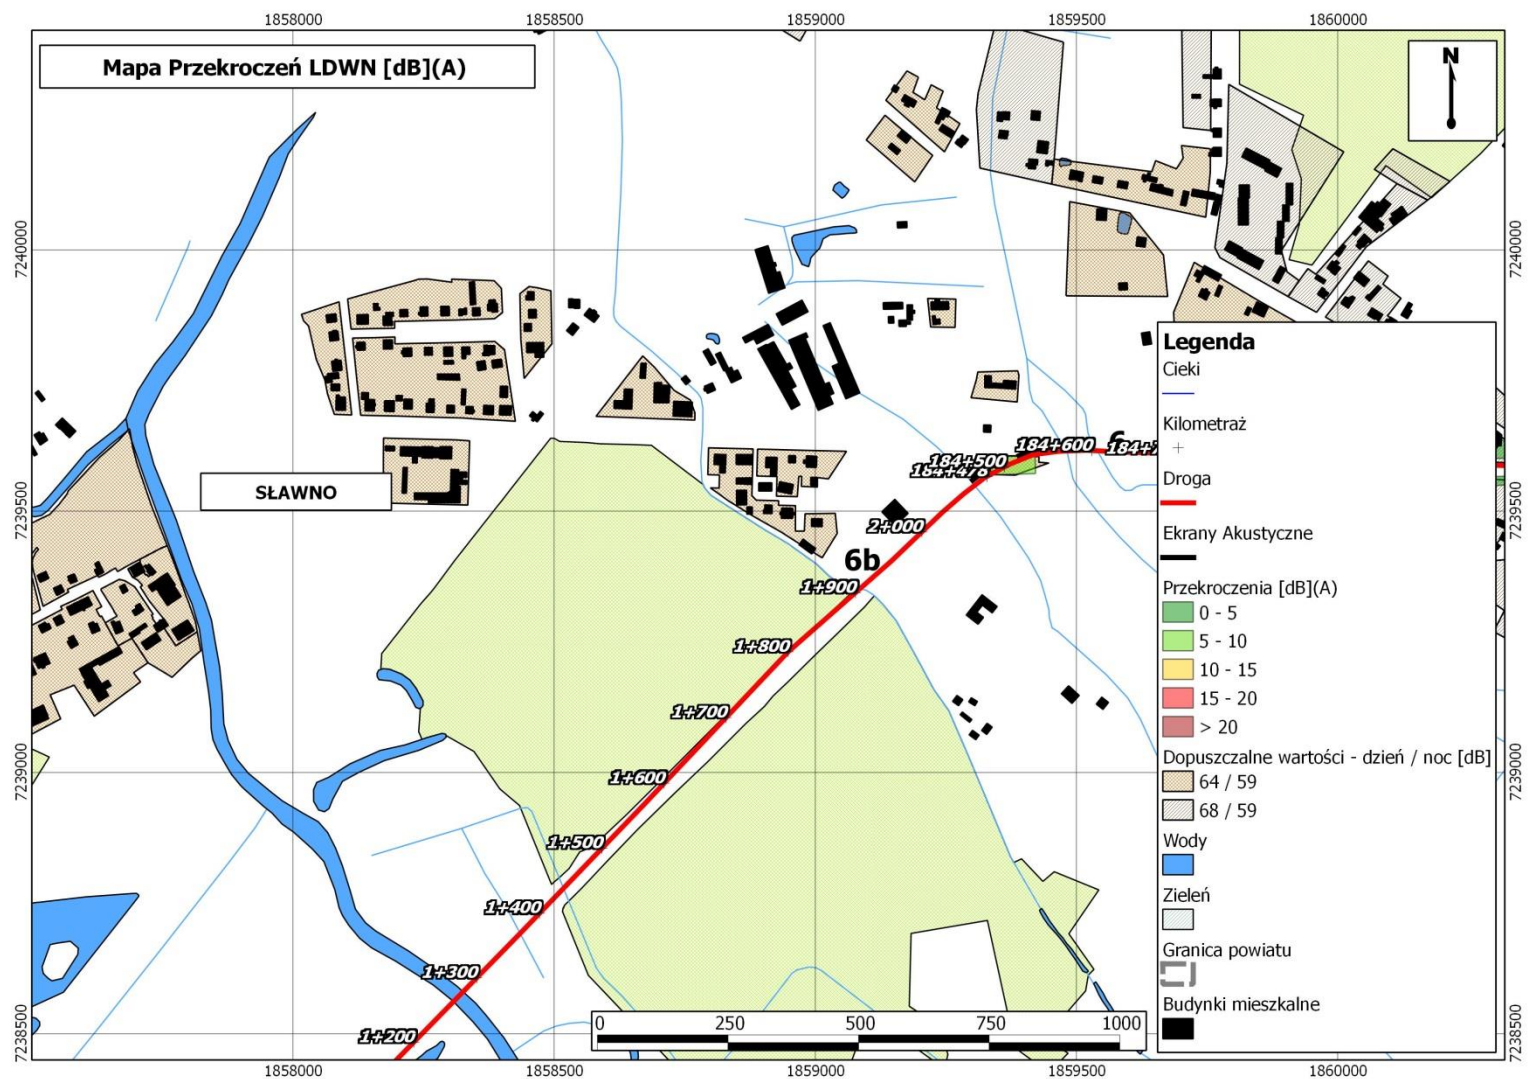 1858000 1858500 1859000 1859500 1860000
Mapa Przekroczeń LDWN [dB](A)
N
7240000 7240000
SŁAWNO
7239500 7239500
7239000 7239000
7238500 7238500
184+600
6
184+500
2+000
6b
1+900
1+800
1+700
1+600
1+500
1+400
1+300
1+200
Legenda
Cieki
Kilometraż
Droga
Ekrany Akustyczne
Przekroczenia [dB](A)
0 - 5
5 - 10
10 - 15
15 - 20
> 20
Dopuszczalne wartości - dzień / noc [dB]
64 / 59
68 / 59
Wody
Zieleń
Granica powiatu
Budynki mieszkalne
0 250 500 750 1000
1858000 1858500 1859000 1859500 1860000